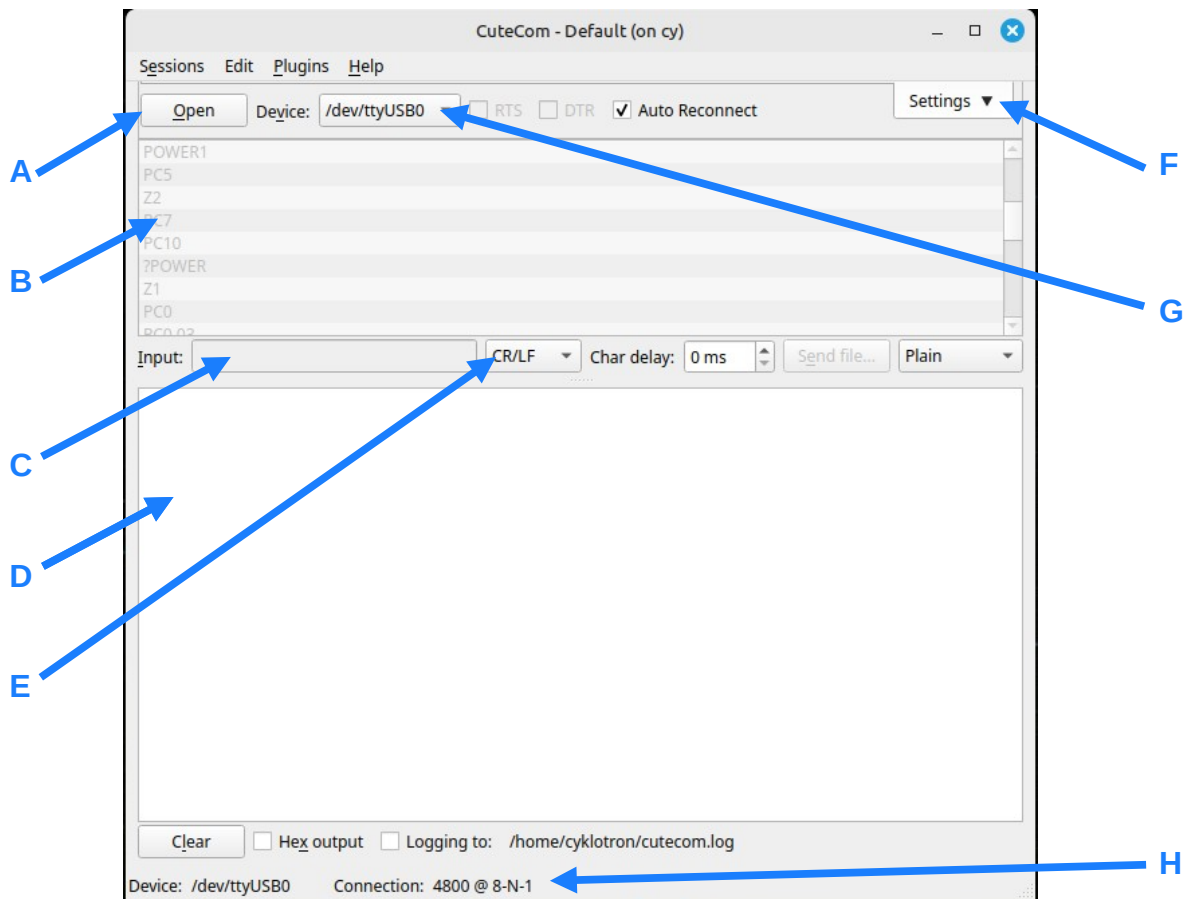 CuteCom - Default (on cy)
Sessions Edit Plugins Help
Open Device: /dev/ttyUSB0 RTS DTR Auto Reconnect Settings ▼
A
F
POWER1
PC5
Z2
PC7
PC10
?POWER
Z1
PC0
PC0.03
B
G
Input: CR/LF Char delay: 0 ms Send file... Plain
C
D
E
Clear Hex output Logging to: /home/cyklotron/cutecom.log
H
Device: /dev/ttyUSB0 Connection: 4800 @ 8-N-1